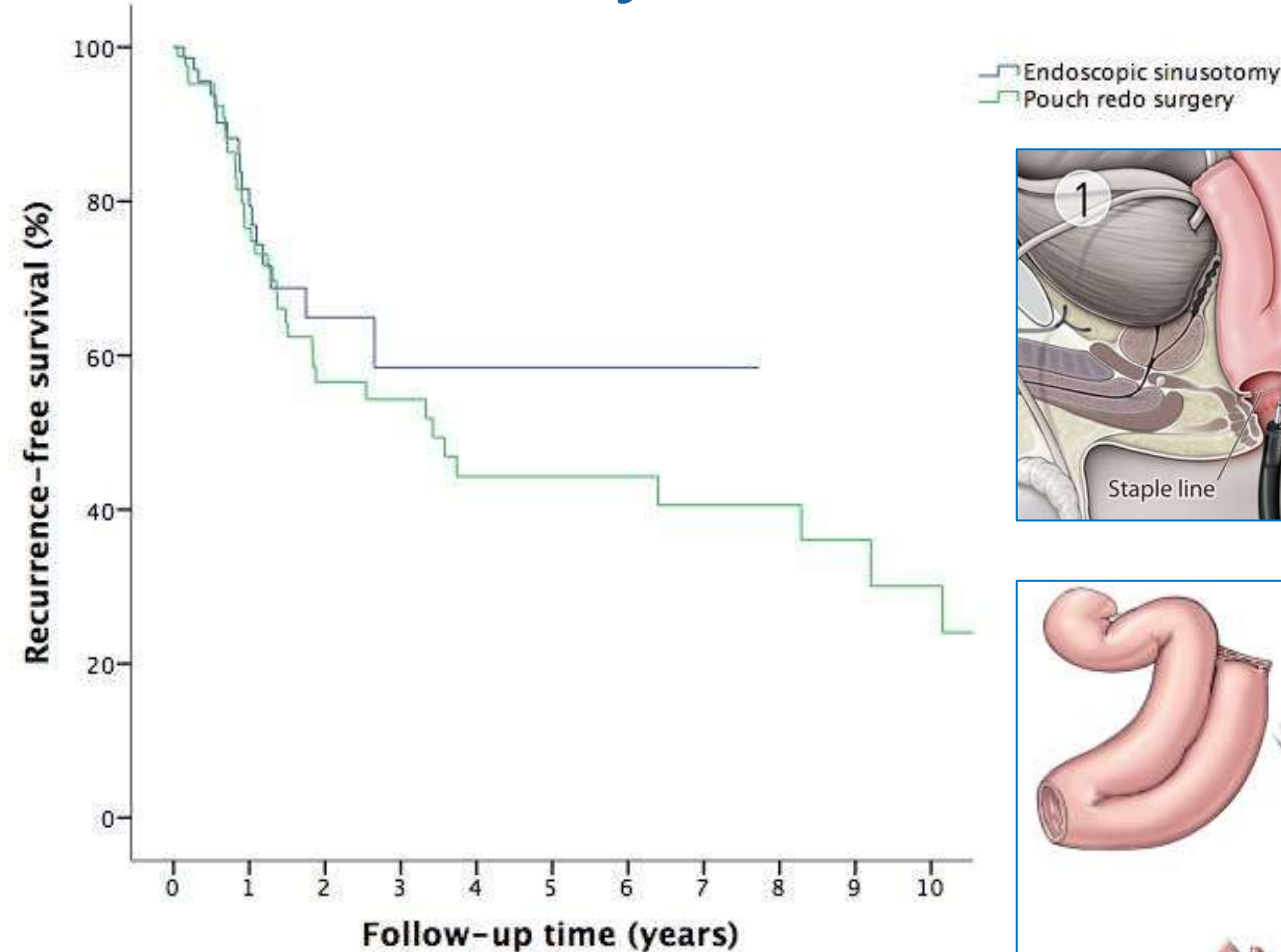 Recurrence-free survival (%)
100
80
60
40
20
0
0 1 2 3 4 5 6 7 8 9 10
Follow-up time (years)
Endoscopic sinusotomy
Pouch redo surgery
1
Staple line